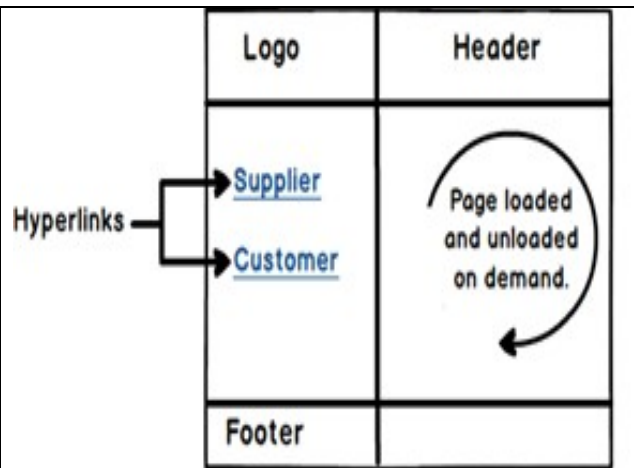 Logo
Header
Hyperlinks
Supplier
Customer
Page loaded
and unloaded
on demand.
Footer